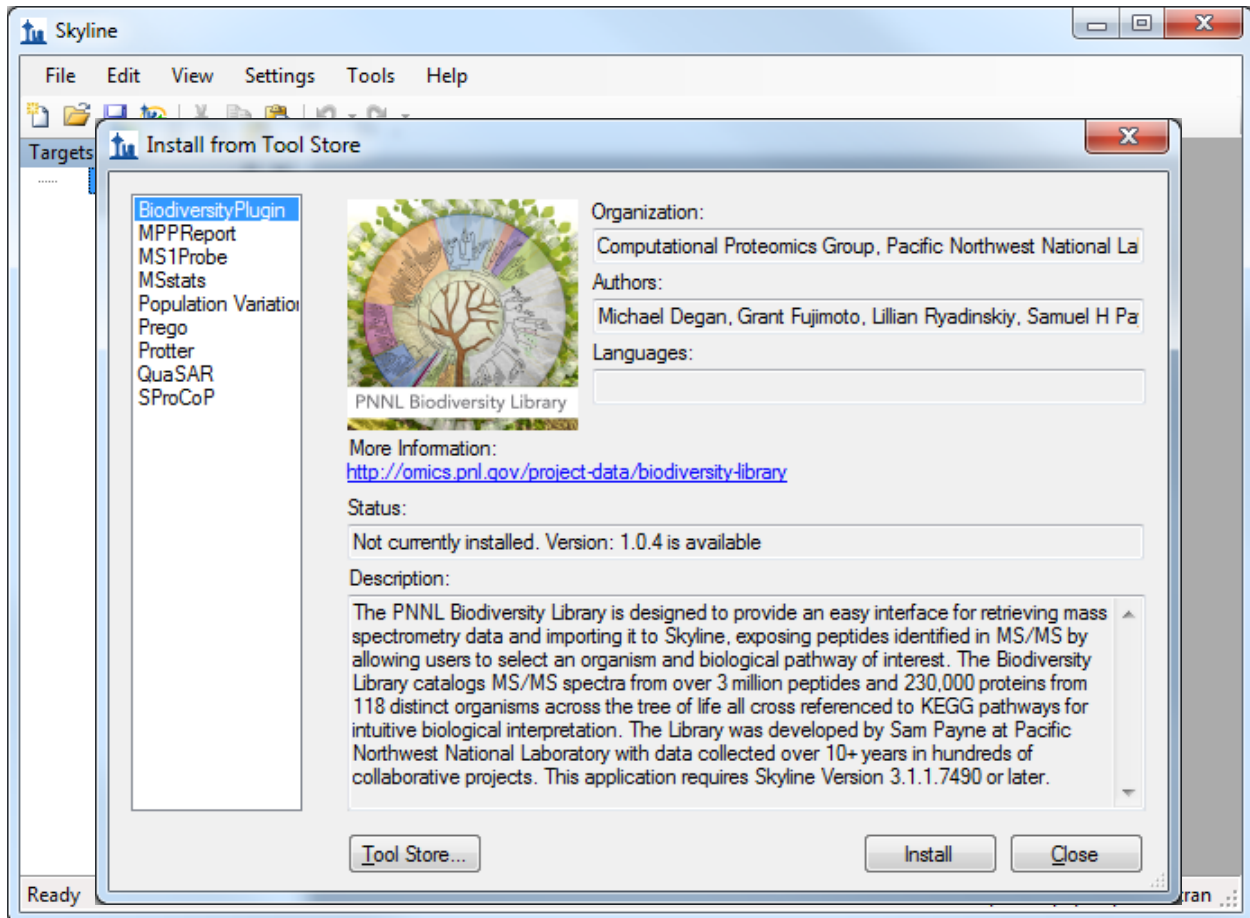 Skyline
File Edit View Settings Tools Help
Targets
Install from Tool Store
BiodiversityPlugin
MPPReport
MS1Probe
MSstats
Population Variation
Prego
Protter
QuaSAR
SProCoP
PNNL Biodiversity Library
Organization:
Computational Proteomics Group, Pacific Northwest National La
Authors:
Michael Degan, Grant Fujimoto, Lillian Ryadinskiy, Samuel H Pa
Languages:
More Information:
http://omics.pnl.gov/project-data/biodiversity-library
Status:
Not currently installed. Version: 1.0.4 is available
Description:
The PNNL Biodiversity Library is designed to provide an easy interface for retrieving mass
spectrometry data and importing it to Skyline, exposing peptides identified in MS/MS by
allowing users to select an organism and biological pathway of interest. The Biodiversity
Library catalogs MS/MS spectra from over 3 million peptides and 230,000 proteins from
118 distinct organisms across the tree of life all cross referenced to KEGG pathways for
intuitive biological interpretation. The Library was developed by Sam Payne at Pacific
Northwest National Laboratory with data collected over 10+ years in hundreds of
collaborative projects. This application requires Skyline Version 3.1.1.7490 or later.
Tool Store...
Install
Close
Ready
tran